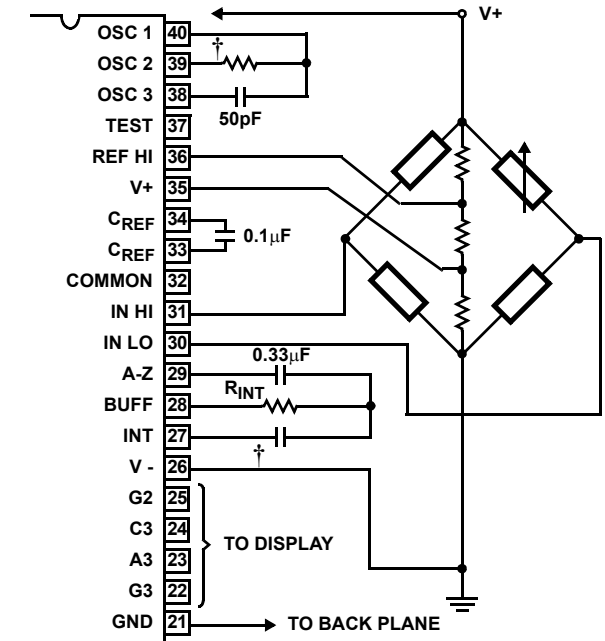 V+
OSC 1 40
†
OSC 2 39
OSC 3 38
50pF
TEST 37
REF HI 36
V+ 35
CREF 34
0.1μF
CREF 33
COMMON 32
IN HI 31
IN LO 30
0.33μF
A-Z 29
RINT
BUFF 28
INT 27
†
V - 26
G2 25
C3 24
TO DISPLAY
A3 23
G3 22
GND 21
TO BACK PLANE